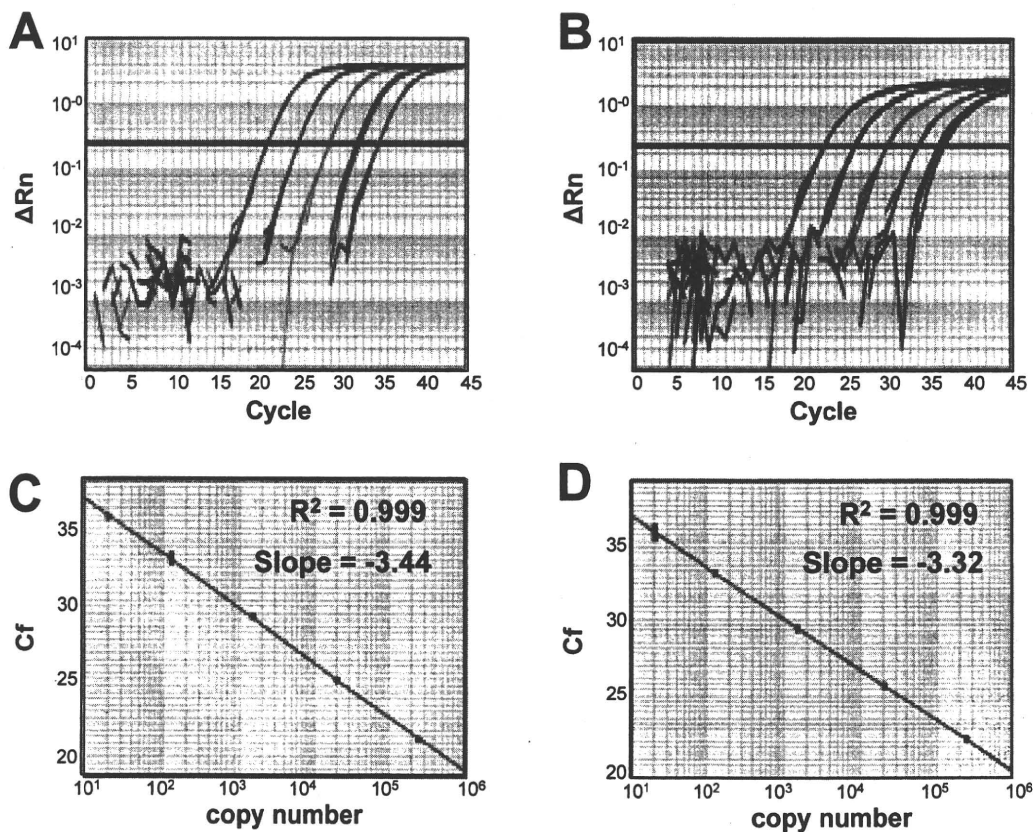 A
10¹
10⁻⁰
10⁻¹
10⁻²
10⁻³
10⁻⁴
ΔRn
0 5 10 15 20 25 30 35 40 45
Cycle
B
10¹
10⁻⁰
10⁻¹
10⁻²
10⁻³
10⁻⁴
ΔRn
0 5 10 15 20 25 30 35 40 45
Cycle
C
R² = 0.999
Slope = -3.44
35
30
25
20
Cf
10¹ 10² 10³ 10⁴ 10⁵ 10⁶
copy number
D
R² = 0.999
Slope = -3.32
35
30
25
20
Cf
10¹ 10² 10³ 10⁴ 10⁵ 10⁶
copy number